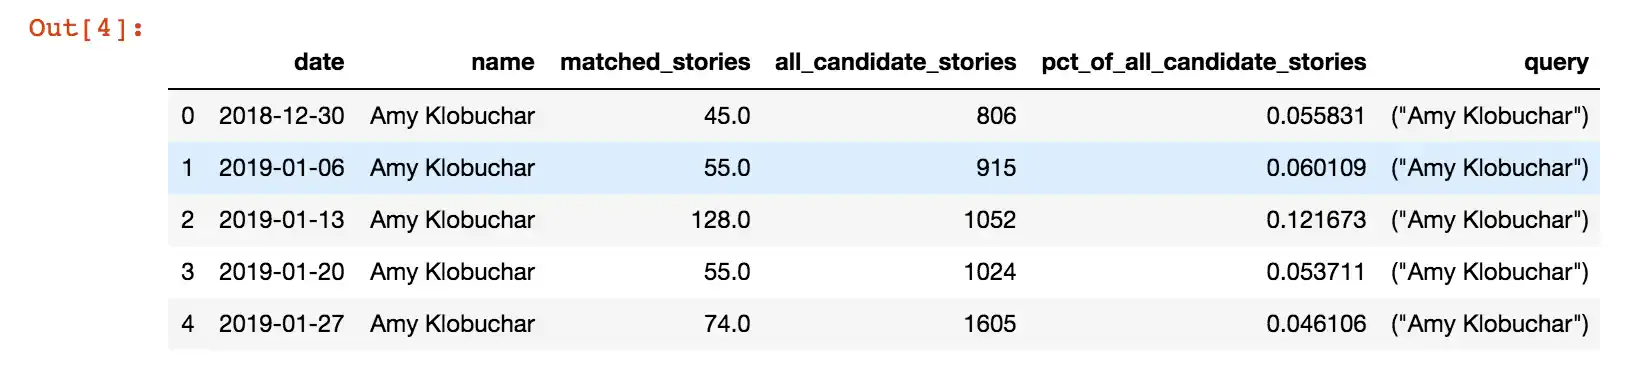 Out[4]:
date name matched_stories all_candidate_stories pct_of_all_candidate_stories query
0 2018-12-30 Amy Klobuchar 45.0 806 0.055831 ("Amy Klobuchar")
1 2019-01-06 Amy Klobuchar 55.0 915 0.060109 ("Amy Klobuchar")
2 2019-01-13 Amy Klobuchar 128.0 1052 0.121673 ("Amy Klobuchar")
3 2019-01-20 Amy Klobuchar 55.0 1024 0.053711 ("Amy Klobuchar")
4 2019-01-27 Amy Klobuchar 74.0 1605 0.046106 ("Amy Klobuchar")